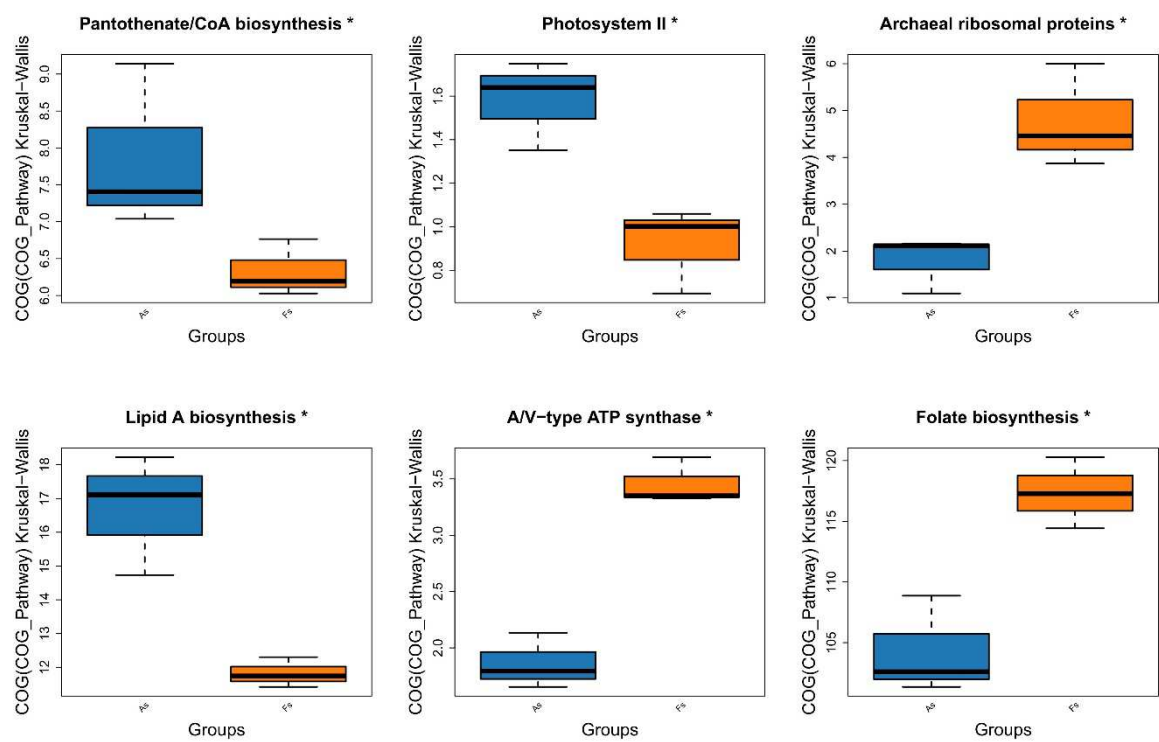 Pantothenate/CoA biosynthesis *
COG(COG_Pathway) Kruskal−Wallis
9.0
8.5
8.0
7.5
7.0
6.5
6.0
As
Fs
Groups
Photosystem II *
COG(COG_Pathway) Kruskal−Wallis
1.6
1.4
1.2
1.0
0.8
As
Fs
Groups
Archaeal ribosomal proteins *
COG(COG_Pathway) Kruskal−Wallis
6
5
4
3
2
1
As
Fs
Groups
Lipid A biosynthesis *
COG(COG_Pathway) Kruskal−Wallis
18
17
16
15
14
13
12
As
Fs
Groups
A/V−type ATP synthase *
COG(COG_Pathway) Kruskal−Wallis
3.5
3.0
2.5
2.0
As
Fs
Groups
Folate biosynthesis *
COG(COG_Pathway) Kruskal−Wallis
120
115
110
105
As
Fs
Groups